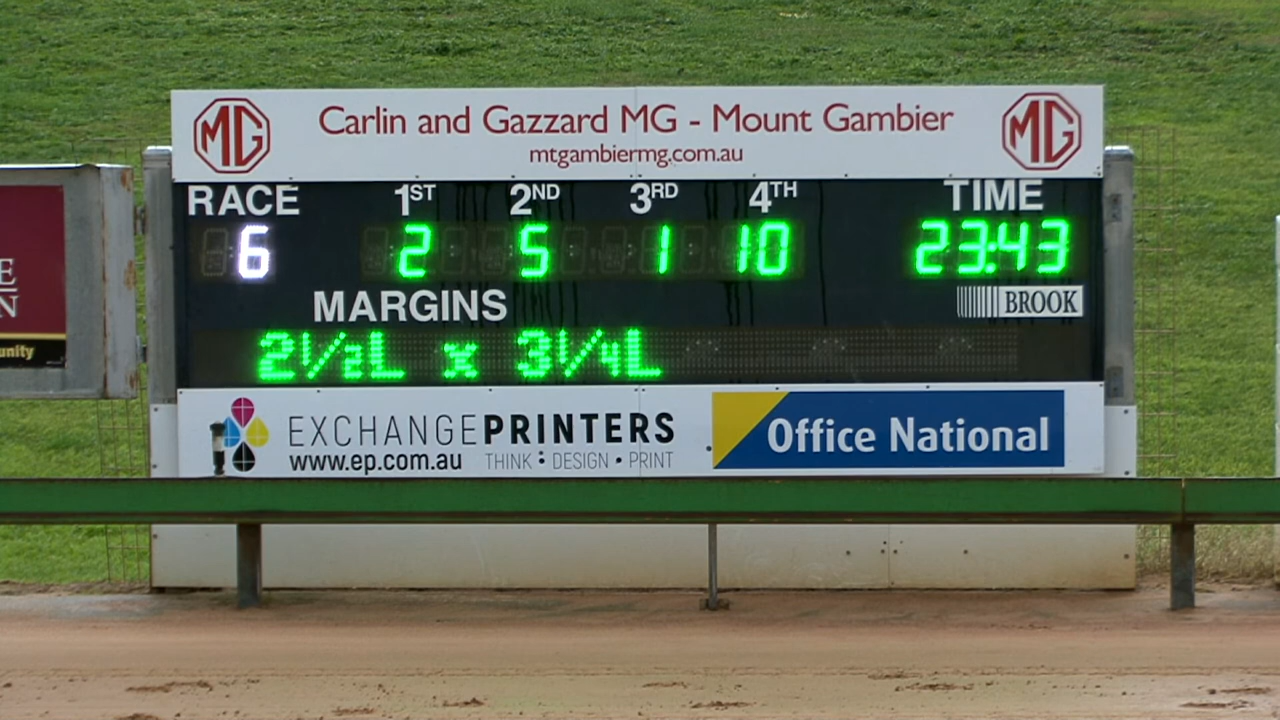 MG Carlin and Gazzard MG - Mount Gambier MG
mtgambiermg.com.au
RACE 1ST 2ND 3RD 4TH TIME
6 2 5 1 10 23:43
MARGINS BROOK
2½L x 3¼L
EXCHANGEPRINTERS
www.ep.com.au THINK • DESIGN • PRINT
Office National
E
N
unity